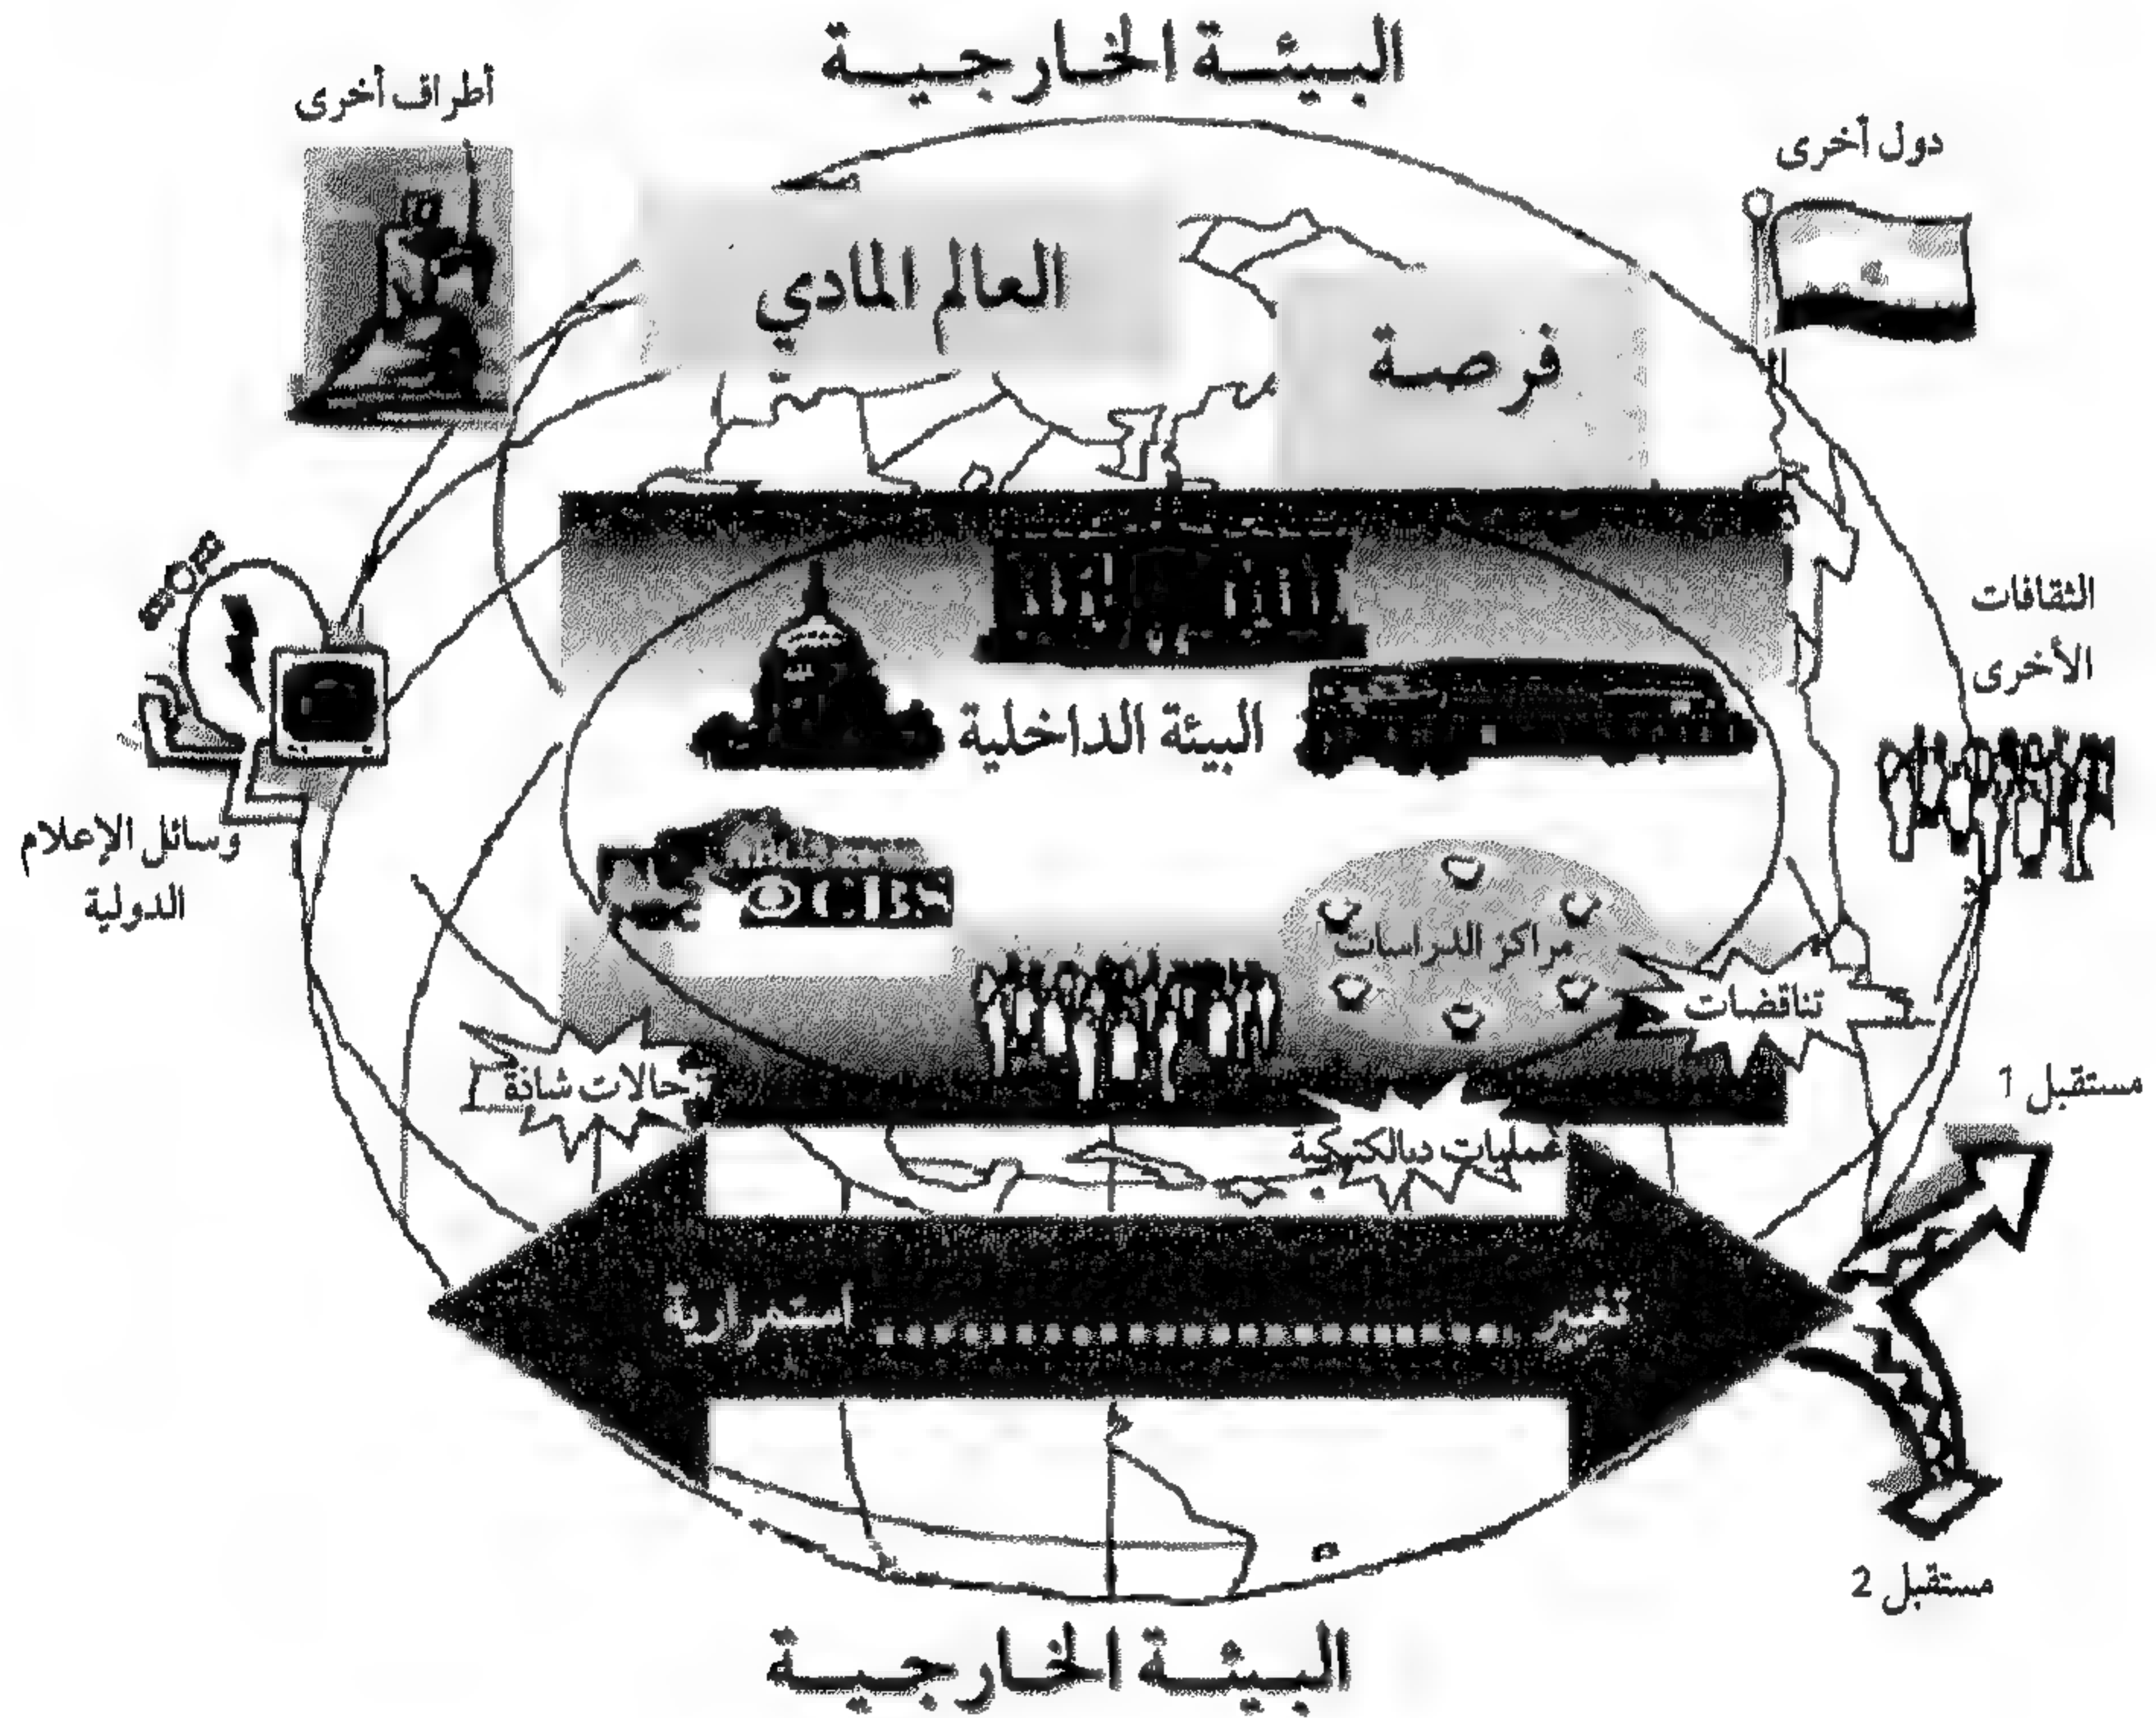 البيئة الخارجية
أطراف أخرى
دول أخرى
العالم المادي
فرصة
الثقافات
الأخرى
البيئة الداخلية
وسائل الإعلام
الدولية
CBS
مراكز الدراسات
تناقضات
حالات شاذة
مستقبل 1
عمليات ديالكتيكية
تغيير
استمرارية
مستقبل 2
البيئة الخارجية